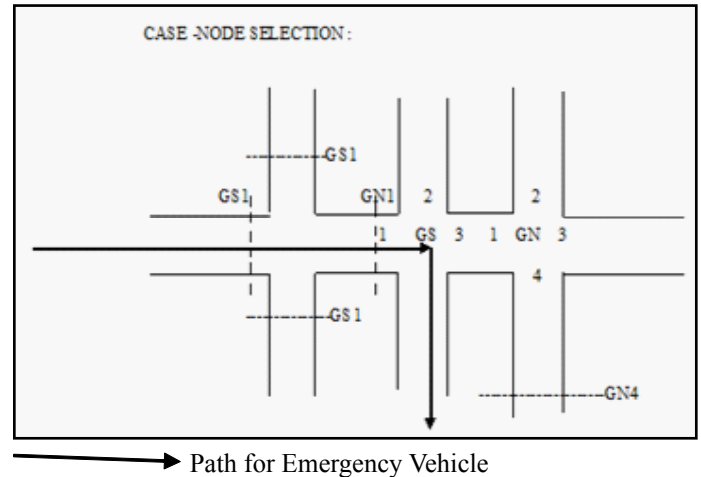 CASE -NODE SELECTION :
GS1
GS1 GN1 2 2
1 GS 3 1 GN 3
4
GS1
GN4
Path for Emergency Vehicle